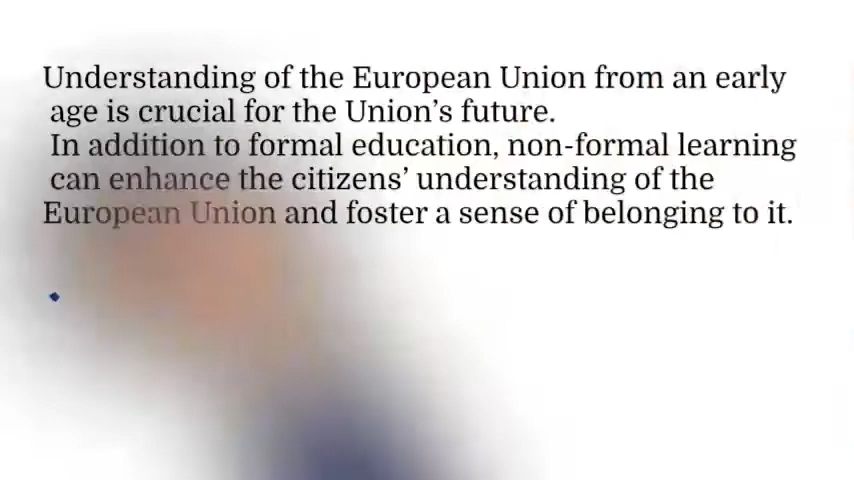 Understanding of the European Union from an early
age is crucial for the Union’s future.
In addition to formal education, non-formal learning
can enhance the citizens’ understanding of the
European Union and foster a sense of belonging to it.